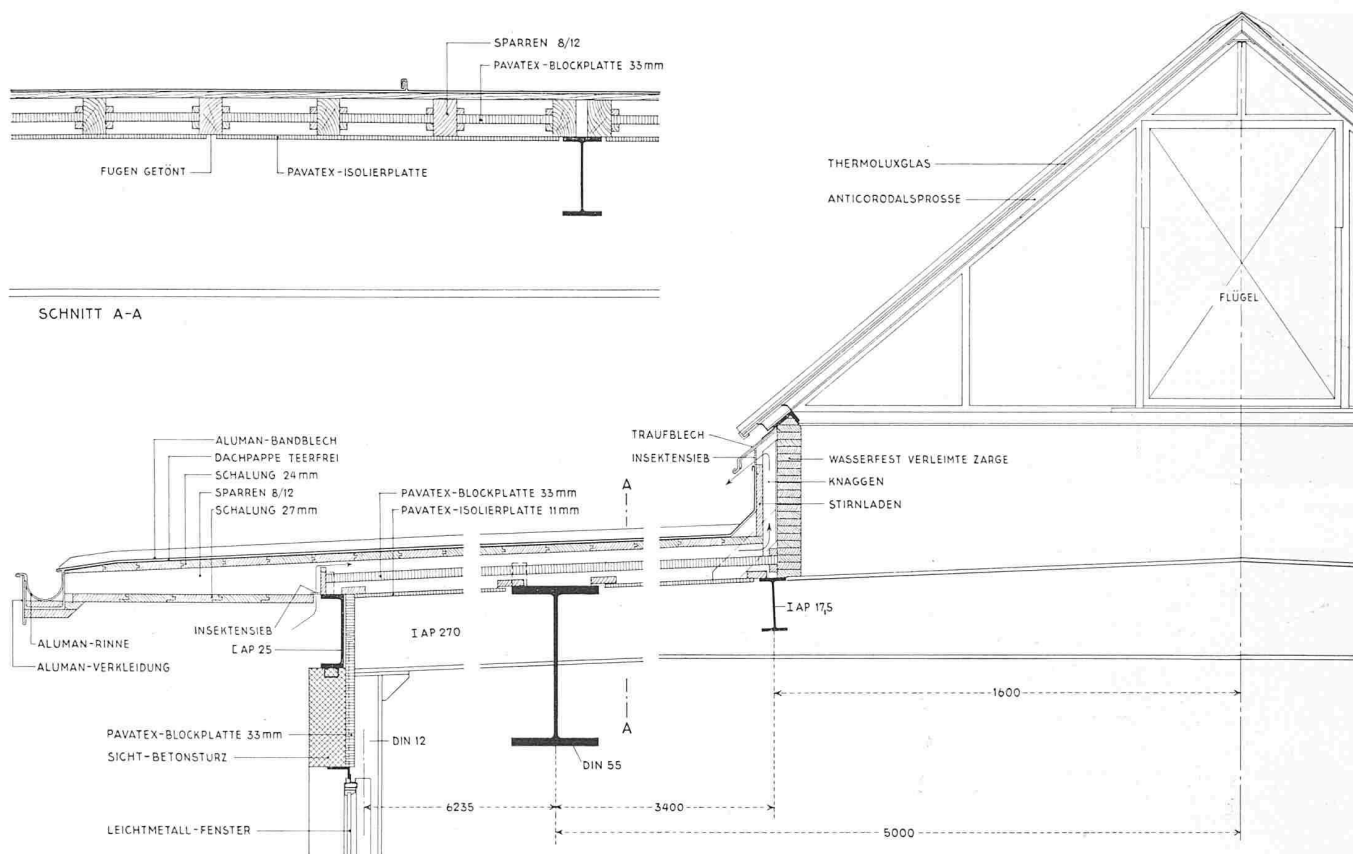 SPARREN 8/12
PAVATEX-BLOCKPLATTE 33mm
FUGEN GETÖNT
PAVATEX-ISOLIERPLATTE
SCHNITT A-A
THERMOLUXGLAS
ANTICORODALSPROSSE
FLÜGEL
ALUMAN-BANDBLECH
DACHPAPPE TEERFREI
SCHALUNG 24mm
SPARREN 8/12
SCHALUNG 27mm
PAVATEX-BLOCKPLATTE 33mm
PAVATEX-ISOLIERPLATTE 11mm
A
TRAUFBLECH
INSEKTENSIEB
WASSERFEST VERLEIMTE ZARGE
KNAGGEN
STIRNLADEN
INSEKTENSIEB
[ AP 25
I AP 270
I AP 17,5
ALUMAN-RINNE
ALUMAN-VERKLEIDUNG
1600
A
PAVATEX-BLOCKPLATTE 33mm
SICHT-BETONSTURZ
DIN 12
DIN 55
6235
3400
LEICHTMETALL-FENSTER
5000